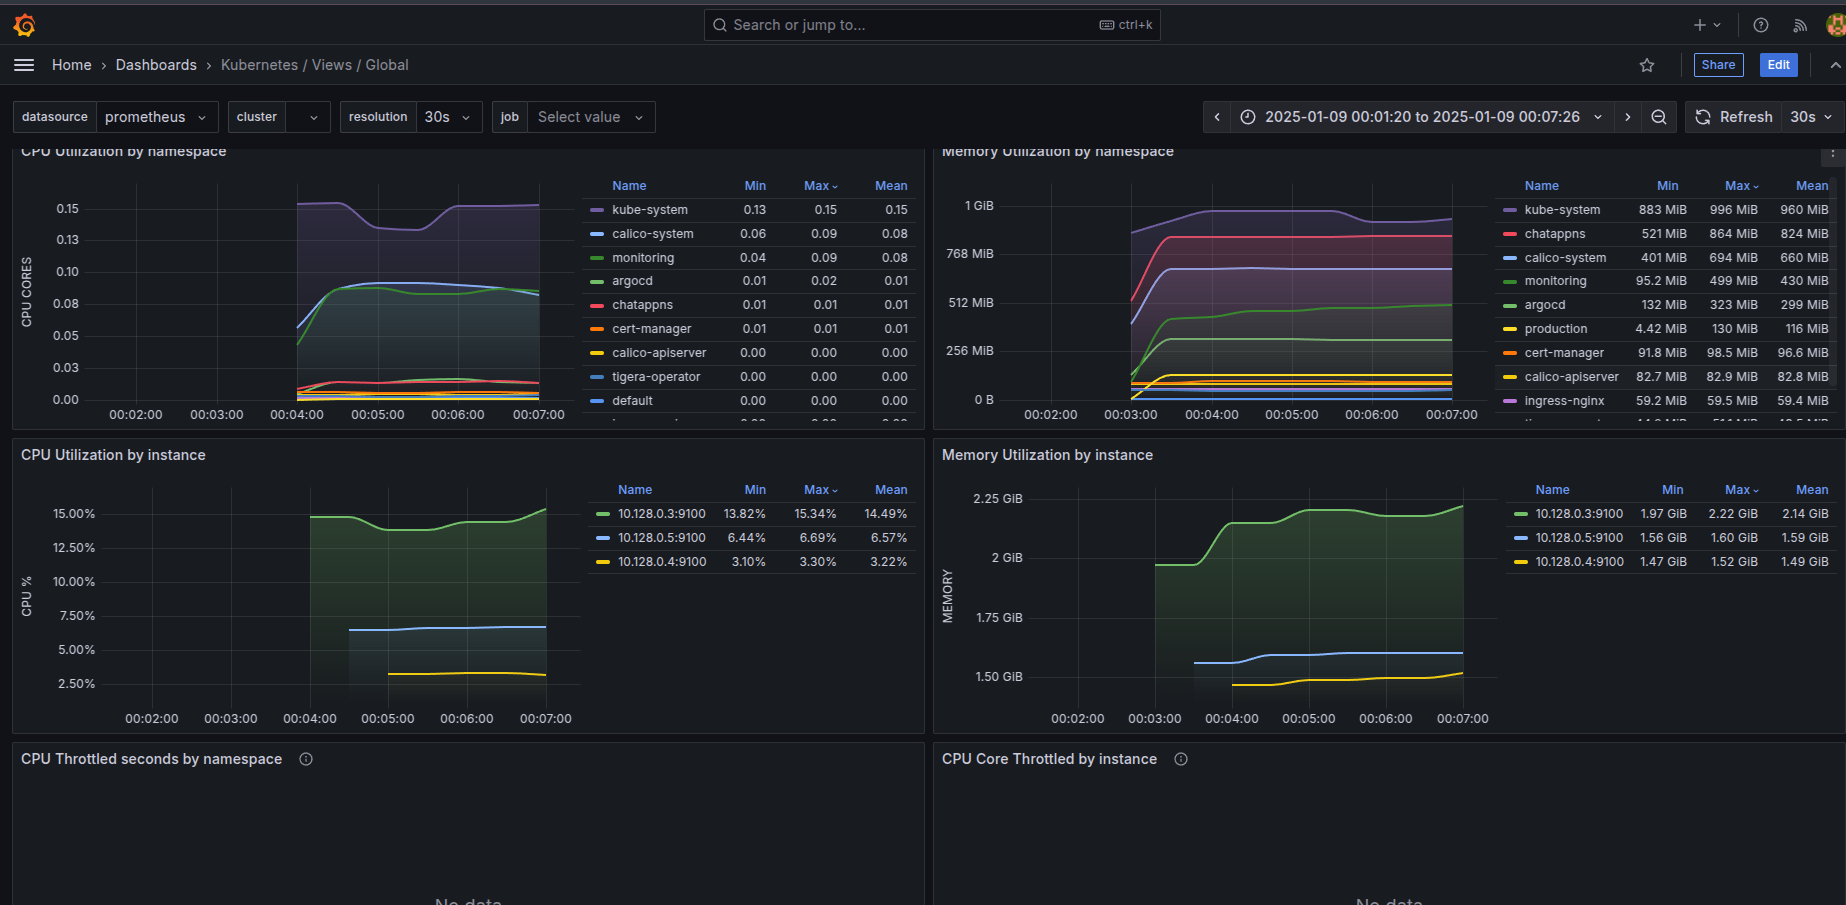 Search or jump to... ctrl+k
Home › Dashboards › Kubernetes / Views / Global
Share Edit
datasource prometheus cluster resolution 30s job Select value
2025-01-09 00:01:20 to 2025-01-09 00:07:26 Refresh 30s
CPU Utilization by namespace
CPU CORES
0.15
0.13
0.10
0.08
0.05
0.03
0.00
00:02:00 00:03:00 00:04:00 00:05:00 00:06:00 00:07:00
Name Min Max Mean
kube-system 0.13 0.15 0.15
calico-system 0.06 0.09 0.08
monitoring 0.04 0.09 0.08
argocd 0.01 0.02 0.01
chatappns 0.01 0.01 0.01
cert-manager 0.01 0.01 0.01
calico-apiserver 0.00 0.00 0.00
tigera-operator 0.00 0.00 0.00
default 0.00 0.00 0.00
Memory Utilization by namespace
1 GiB
768 MiB
512 MiB
256 MiB
0 B
00:02:00 00:03:00 00:04:00 00:05:00 00:06:00 00:07:00
Name Min Max Mean
kube-system 883 MiB 996 MiB 960 MiB
chatappns 521 MiB 864 MiB 824 MiB
calico-system 401 MiB 694 MiB 660 MiB
monitoring 95.2 MiB 499 MiB 430 MiB
argocd 132 MiB 323 MiB 299 MiB
production 4.42 MiB 130 MiB 116 MiB
cert-manager 91.8 MiB 98.5 MiB 96.6 MiB
calico-apiserver 82.7 MiB 82.9 MiB 82.8 MiB
ingress-nginx 59.2 MiB 59.5 MiB 59.4 MiB
CPU Utilization by instance
CPU %
15.00%
12.50%
10.00%
7.50%
5.00%
2.50%
00:02:00 00:03:00 00:04:00 00:05:00 00:06:00 00:07:00
Name Min Max Mean
10.128.0.3:9100 13.82% 15.34% 14.49%
10.128.0.5:9100 6.44% 6.69% 6.57%
10.128.0.4:9100 3.10% 3.30% 3.22%
Memory Utilization by instance
MEMORY
2.25 GiB
2 GiB
1.75 GiB
1.50 GiB
00:02:00 00:03:00 00:04:00 00:05:00 00:06:00 00:07:00
Name Min Max Mean
10.128.0.3:9100 1.97 GiB 2.22 GiB 2.14 GiB
10.128.0.5:9100 1.56 GiB 1.60 GiB 1.59 GiB
10.128.0.4:9100 1.47 GiB 1.52 GiB 1.49 GiB
CPU Throttled seconds by namespace
No data
CPU Core Throttled by instance
No data